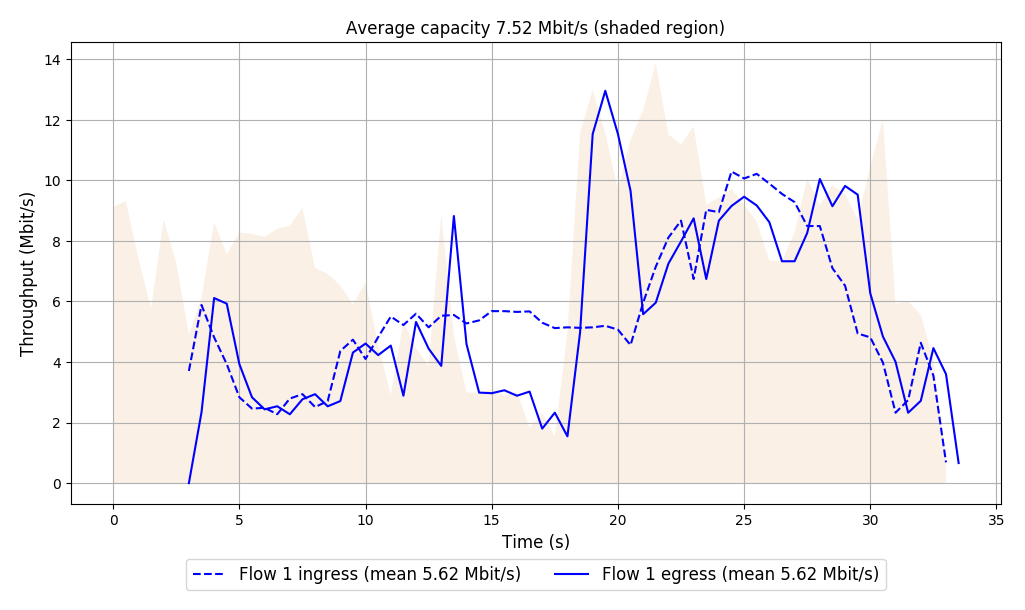 Average capacity 7.52 Mbit/s (shaded region)
14
12
10
8
6
4
2
0
Throughput (Mbit/s)
0 5 10 15 20 25 30 35
Time (s)
Flow 1 ingress (mean 5.62 Mbit/s) Flow 1 egress (mean 5.62 Mbit/s)